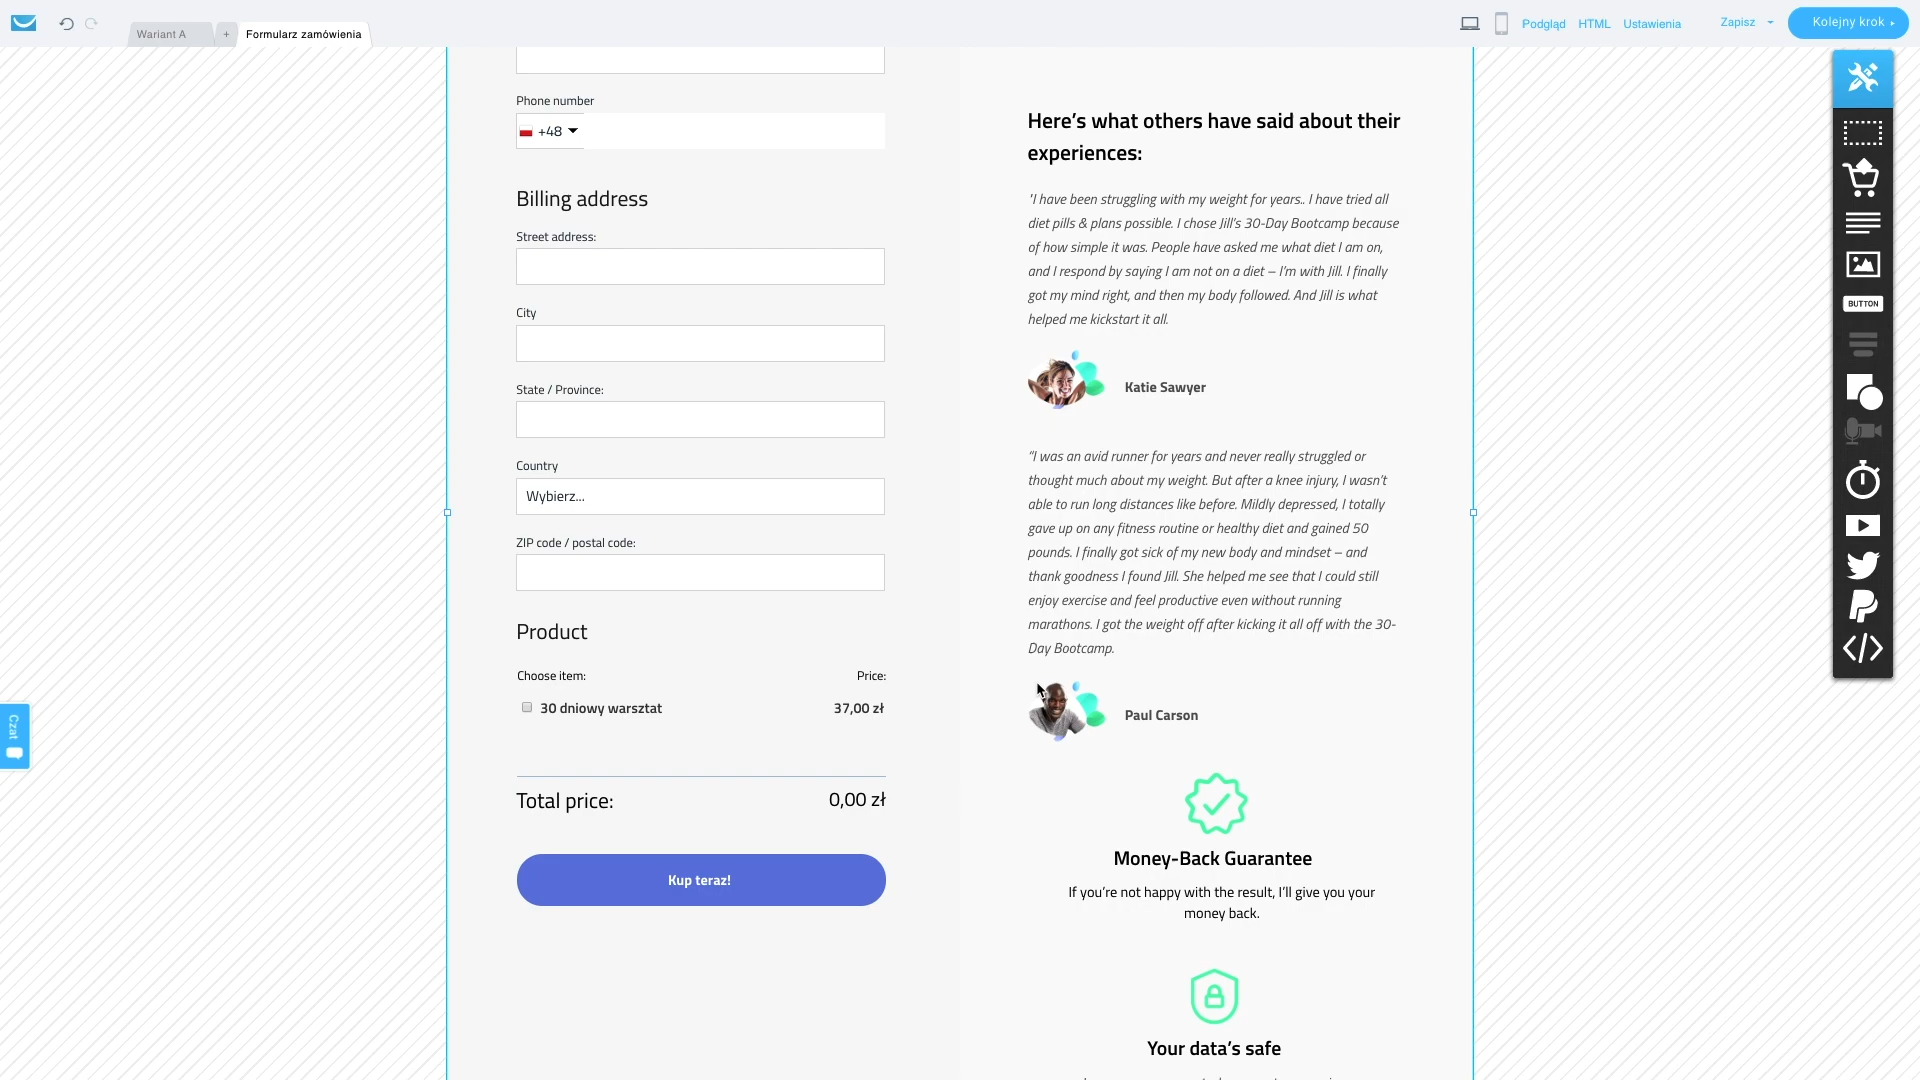 Wariant A
+
Formularz zamówienia
Podgląd
HTML
Ustawienia
Zapisz
Kolejny krok
Phone number
+48
Billing address
Street address:
City
State / Province:
Country
Wybierz...
ZIP code / postal code:
Product
Choose item:
Price:
30 dniowy warsztat
37,00 zł
Total price:
0,00 zł
Kup teraz!
Here’s what others have said about their
experiences:
"I have been struggling with my weight for years.. I have tried all
diet pills & plans possible. I chose Jill’s 30-Day Bootcamp because
of how simple it was. People have asked me what diet I am on,
and I respond by saying I am not on a diet – I’m with Jill. I finally
got my mind right, and then my body followed. And Jill is what
helped me kickstart it all.
Katie Sawyer
“I was an avid runner for years and never really struggled or
thought much about my weight. But after a knee injury, I wasn’t
able to run long distances like before. Mildly depressed, I totally
gave up on any fitness routine or healthy diet and gained 50
pounds. I finally got sick of my new body and mindset – and
thank goodness I found Jill. She helped me see that I could still
enjoy exercise and feel productive even without running
marathons. I got the weight off after kicking it all off with the 30-
Day Bootcamp.
Paul Carson
Money-Back Guarantee
If you’re not happy with the result, I’ll give you your
money back.
Your data’s safe
BUTTON
Czat